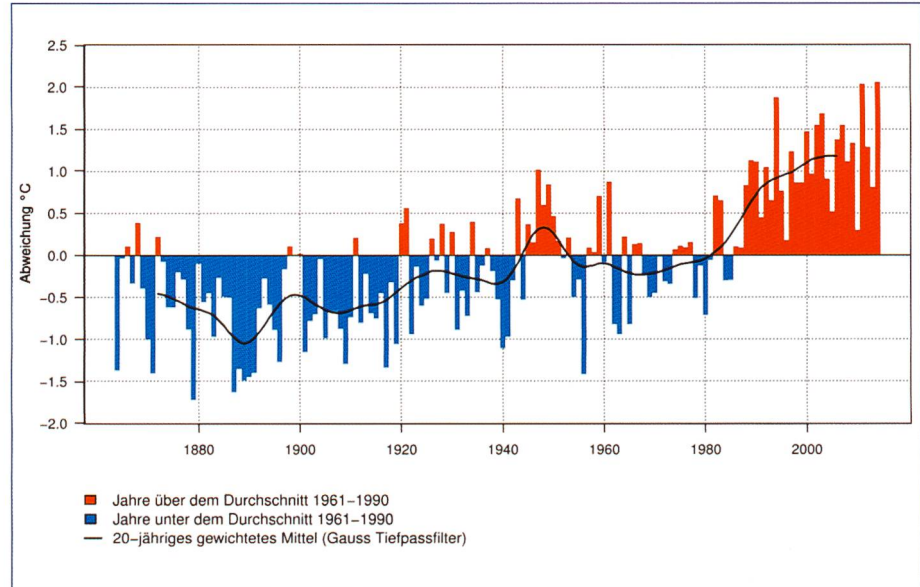 2.5
2.0
1.5
1.0
0.5
0.0
−0.5
−1.0
−1.5
−2.0
Abweichung °C
1880 1900 1920 1940 1960 1980 2000
Jahre über dem Durchschnitt 1961−1990
Jahre unter dem Durchschnitt 1961−1990
20−jähriges gewichtetes Mittel (Gauss Tiefpassfilter)